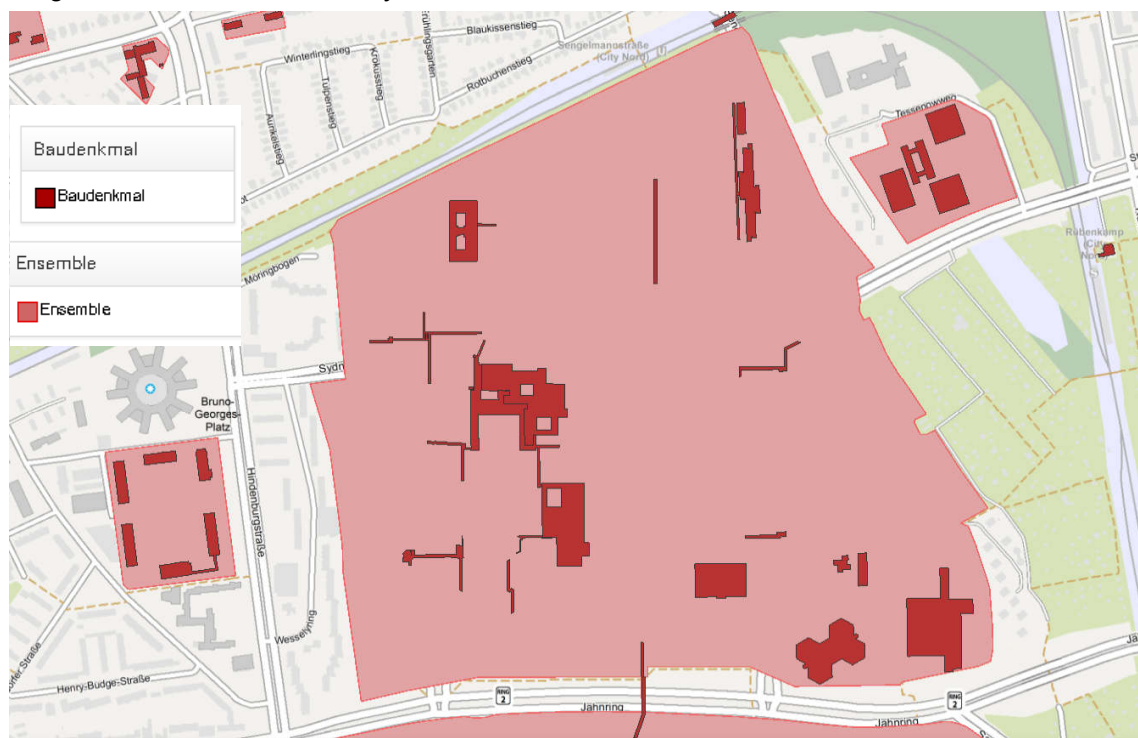 Blaukissenstieg
Frühlingsgarten
Winterlingstieg
Krokusstieg
Sengelmannstraße
(City Nord)
Rotbuchenstieg
Tulpenstieg
Aurikelstieg
Tessenowweg
Baudenkmal
Baudenkmal
Ensemble
Ensemble
Möringbogen
Rübenkamp
(City
Nord)
S
Sydn
Bruno-
Georges-
Platz
Hindenburgstraße
Wesselyring
Henry-Budge-Straße
RING
2
RING
2
Jahnring
Jahnring